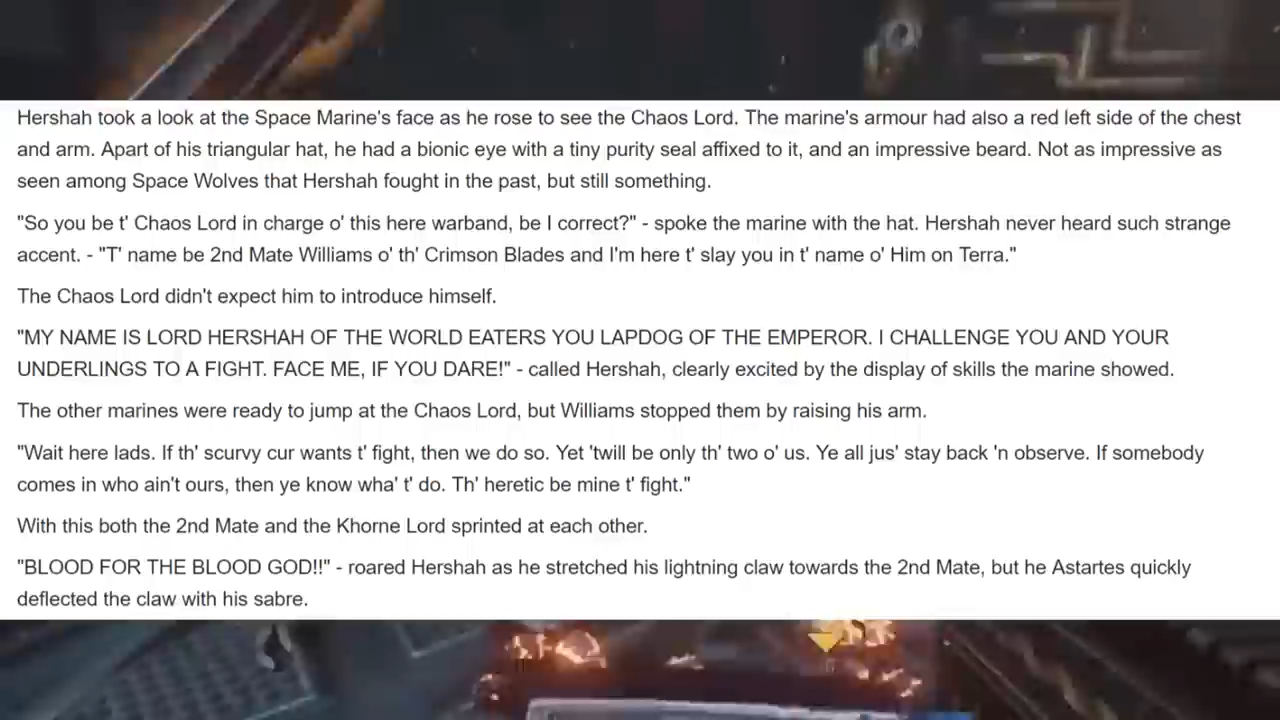 Hershah took a look at the Space Marine's face as he rose to see the Chaos Lord. The marine's armour had also a red left side of the chest
and arm. Apart of his triangular hat, he had a bionic eye with a tiny purity seal affixed to it, and an impressive beard. Not as impressive as
seen among Space Wolves that Hershah fought in the past, but still something.
"So you be t' Chaos Lord in charge o' this here warband, be I correct?" - spoke the marine with the hat. Hershah never heard such strange
accent. - "T' name be 2nd Mate Williams o' th' Crimson Blades and I'm here t' slay you in t' name o' Him on Terra."
The Chaos Lord didn't expect him to introduce himself.
"MY NAME IS LORD HERSHAH OF THE WORLD EATERS YOU LAPDOG OF THE EMPEROR. I CHALLENGE YOU AND YOUR
UNDERLINGS TO A FIGHT. FACE ME, IF YOU DARE!" - called Hershah, clearly excited by the display of skills the marine showed.
The other marines were ready to jump at the Chaos Lord, but Williams stopped them by raising his arm.
"Wait here lads. If th' scurvy cur wants t' fight, then we do so. Yet 'twill be only th' two o' us. Ye all jus' stay back 'n observe. If somebody
comes in who ain't ours, then ye know wha' t' do. Th' heretic be mine t' fight."
With this both the 2nd Mate and the Khorne Lord sprinted at each other.
"BLOOD FOR THE BLOOD GOD!!" - roared Hershah as he stretched his lightning claw towards the 2nd Mate, but he Astartes quickly
deflected the claw with his sabre.